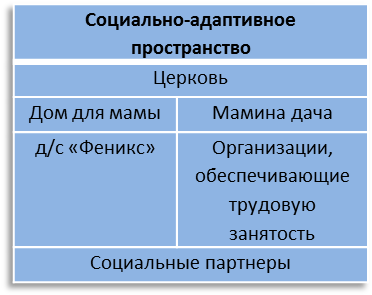 Социально-адаптивное
пространство
Церковь
Дом для мамы
Мамина дача
д/с «Феникс»
Организации,
обеспечивающие
трудовую
занятость
Социальные партнеры